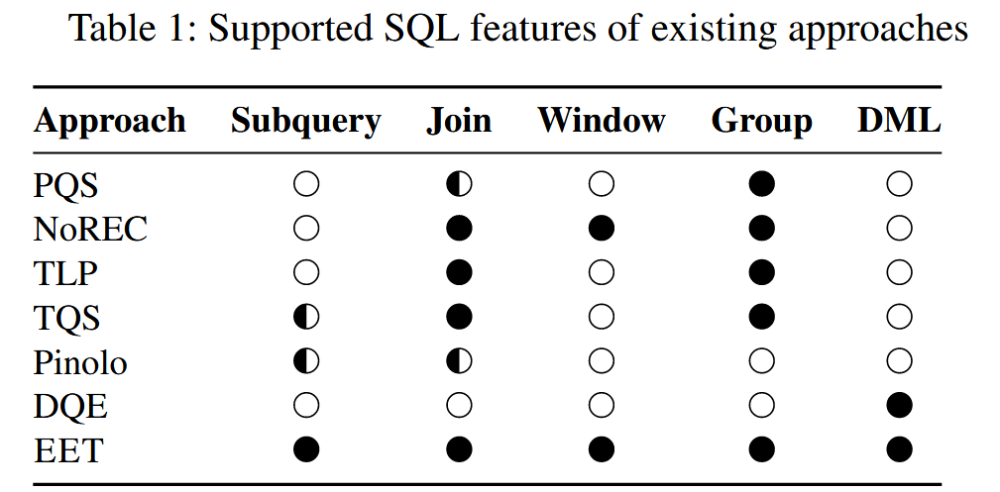 Table 1: Supported SQL features of existing approaches
Approach Subquery Join Window Group DML
PQS ○ ◐ ○ ● ○
NoREC ○ ● ● ● ○
TLP ○ ● ○ ● ○
TQS ◐ ● ○ ● ○
Pinolo ◐ ◐ ○ ○ ○
DQE ○ ○ ○ ○ ●
EET ● ● ● ● ●